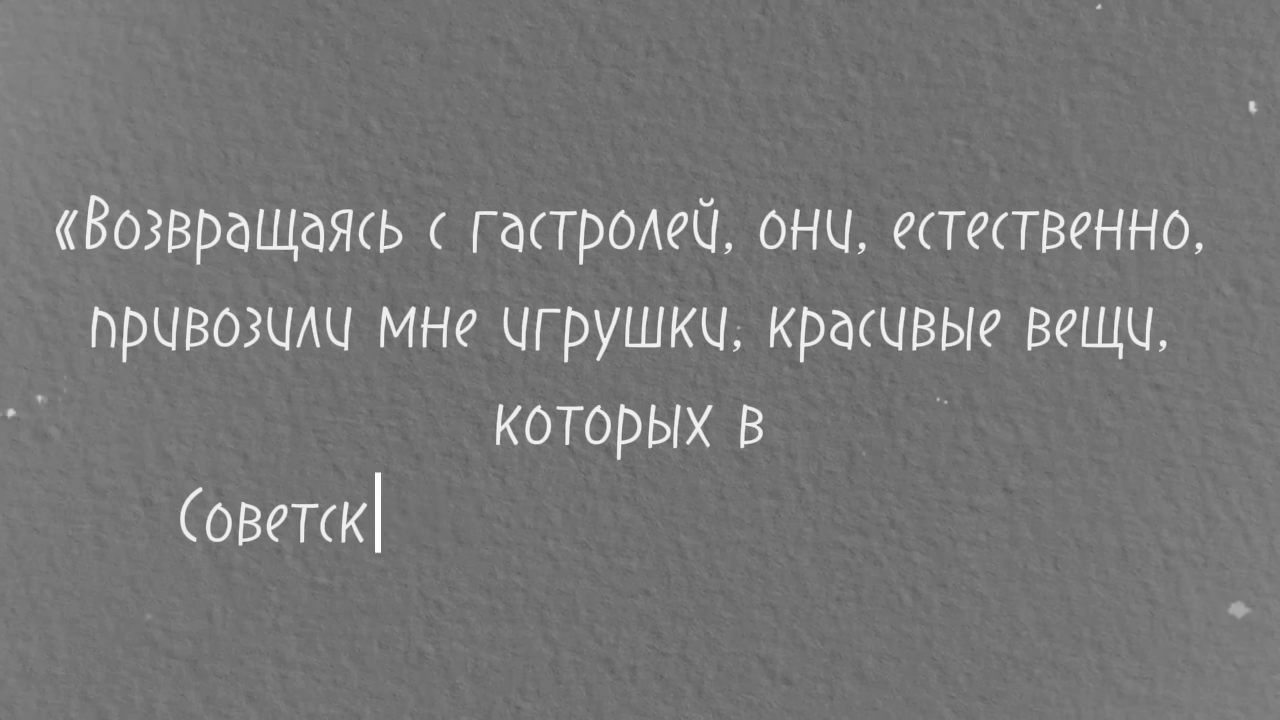 «Возвращаясь с гастролей, они, естественно,
привозили мне игрушки, красивые вещи,
которых в
Советск